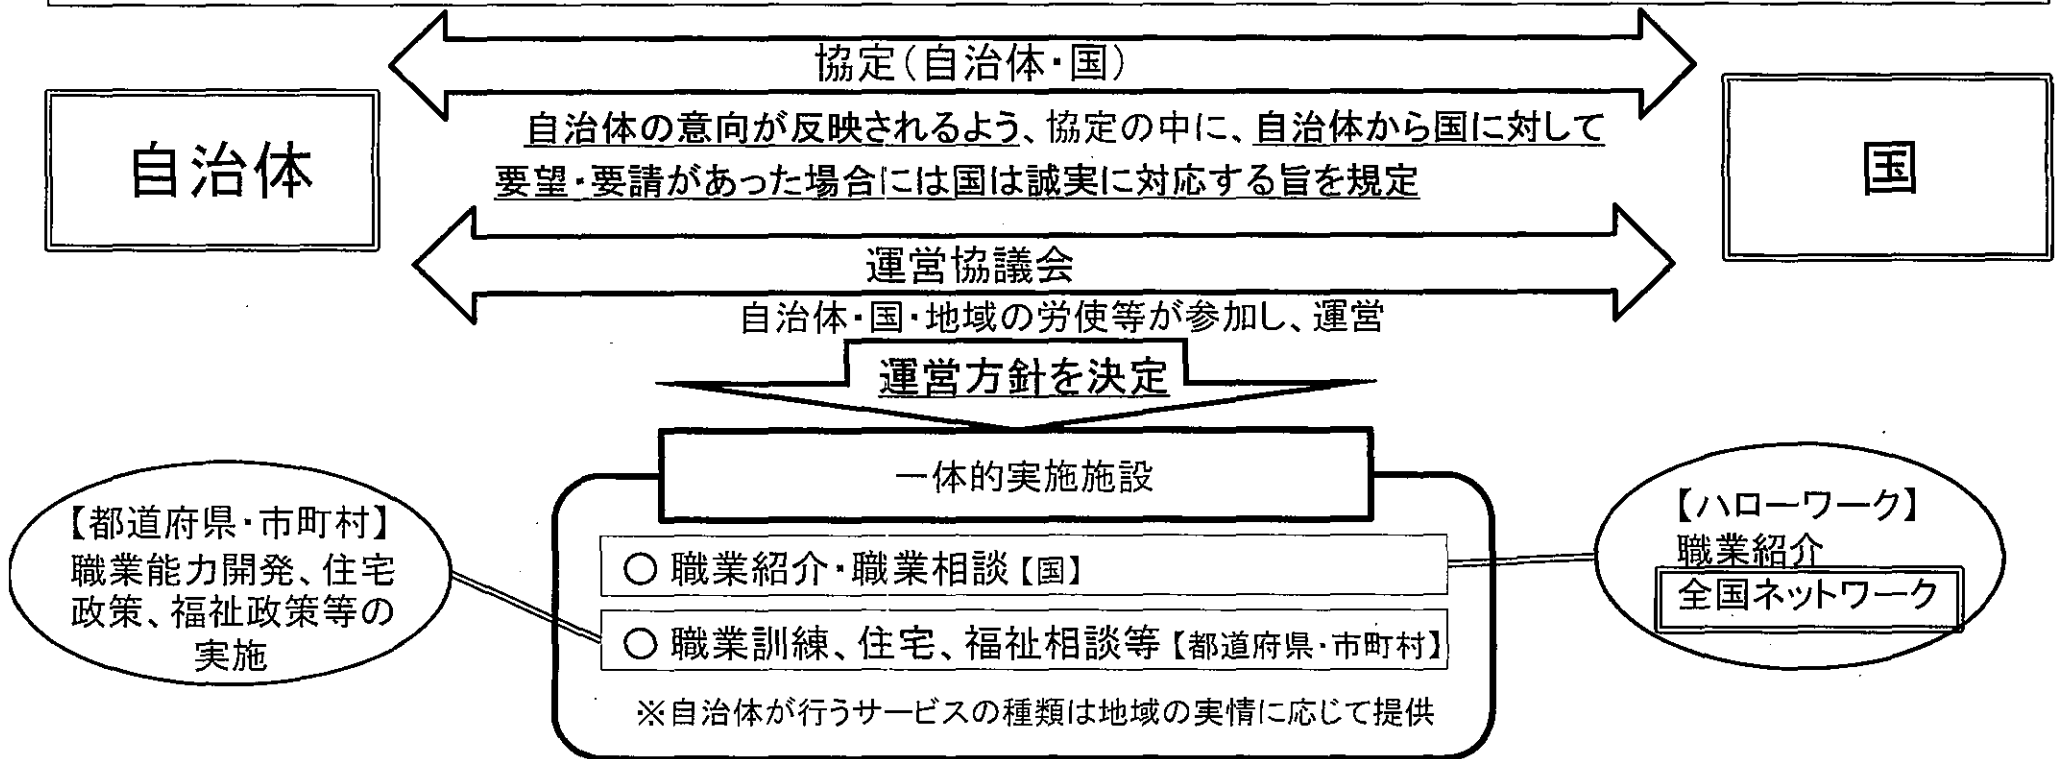 協定(自治体・国)
自治体
自治体の意向が反映されるよう、協定の中に、自治体から国に対して
要望・要請があった場合には国は誠実に対応する旨を規定
国
運営協議会
自治体・国・地域の労使等が参加し、運営
運営方針を決定
一体的実施施設
【都道府県・市町村】
職業能力開発、住宅
政策、福祉政策等の
実施
○ 職業紹介・職業相談【国】
○ 職業訓練、住宅、福祉相談等【都道府県・市町村】
※自治体が行うサービスの種類は地域の実情に応じて提供
【ハローワーク】
職業紹介
全国ネットワーク